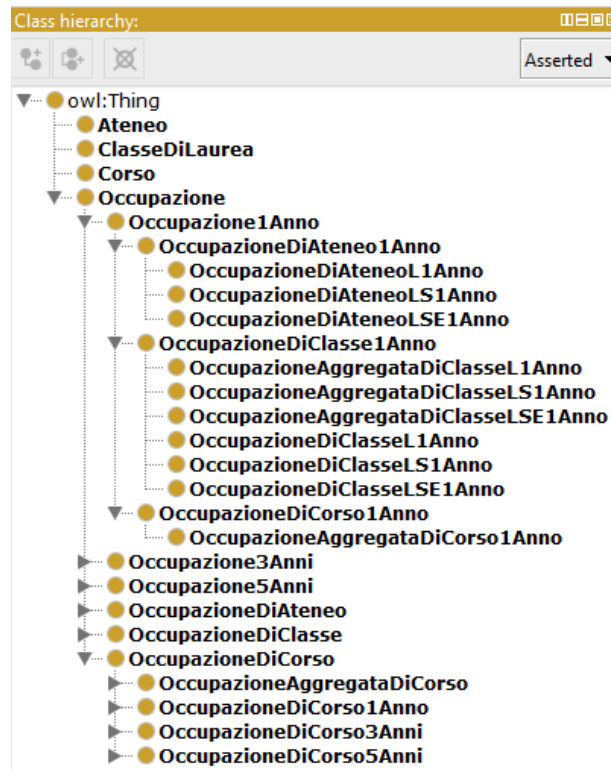 Class hierarchy:
Asserted
owl:Thing
Ateneo
ClasseDiLaurea
Corso
Occupazione
Occupazione1Anno
OccupazioneDiAteneo1Anno
OccupazioneDiAteneoL1Anno
OccupazioneDiAteneoLS1Anno
OccupazioneDiAteneoLSE1Anno
OccupazioneDiClasse1Anno
OccupazioneAggregataDiClasseL1Anno
OccupazioneAggregataDiClasseLS1Anno
OccupazioneAggregataDiClasseLSE1Anno
OccupazioneDiClasseL1Anno
OccupazioneDiClasseLS1Anno
OccupazioneDiClasseLSE1Anno
OccupazioneDiCorso1Anno
OccupazioneAggregataDiCorso1Anno
Occupazione3Anni
Occupazione5Anni
OccupazioneDiAteneo
OccupazioneDiClasse
OccupazioneDiCorso
OccupazioneAggregataDiCorso
OccupazioneDiCorso1Anno
OccupazioneDiCorso3Anni
OccupazioneDiCorso5Anni